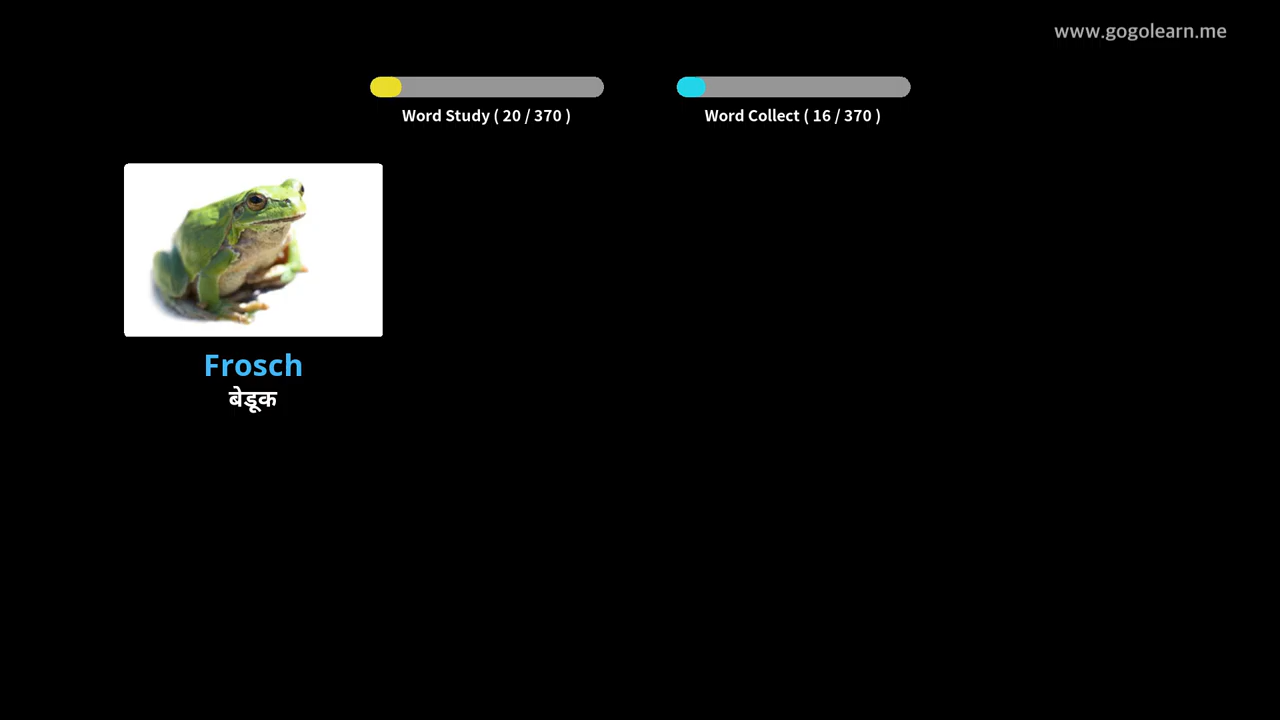 www.gogolearn.me
Word Study ( 20 / 370 )
Word Collect ( 16 / 370 )
Frosch
बेडूक